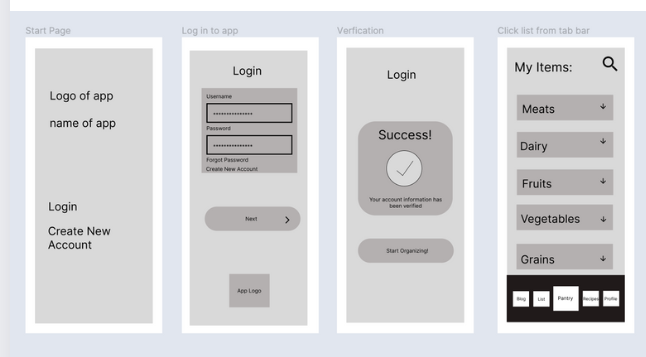 Start Page
Logo of app
name of app
Login
Create New
Account
Log in to app
Login
Username
Password
Forgot Password
Create New Account
Next
App Logo
Verfication
Login
Success!
Your account information has
been verified
Start Organizing!
Click list from tab bar
My Items:
Meats
Dairy
Fruits
Vegetables
Grains
Blog List Pantry Recipes Profile